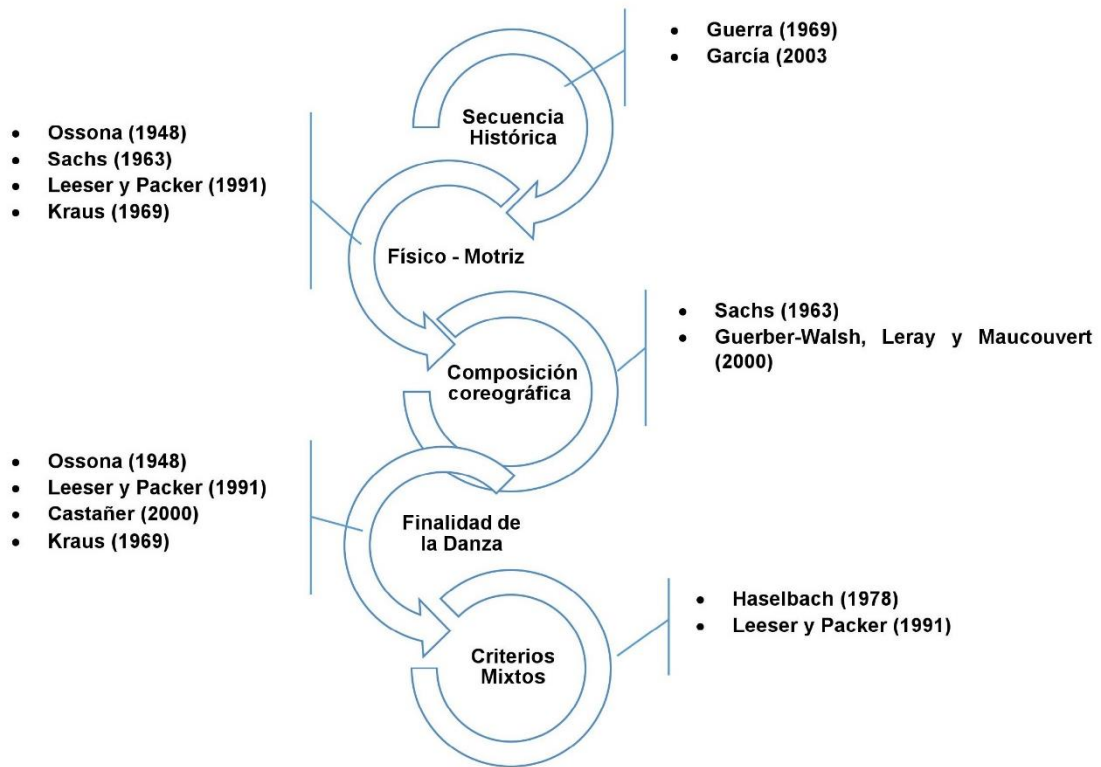 • Guerra (1969)
• García (2003
Secuencia
Histórica
• Ossona (1948)
• Sachs (1963)
• Leeser y Packer (1991)
• Kraus (1969)
Físico - Motriz
• Sachs (1963)
• Guerber-Walsh, Leray y Maucouvert
(2000)
Composición
coreográfica
• Ossona (1948)
• Leeser y Packer (1991)
• Castañer (2000)
• Kraus (1969)
Finalidad de
la Danza
• Haselbach (1978)
• Leeser y Packer (1991)
Criterios
Mixtos